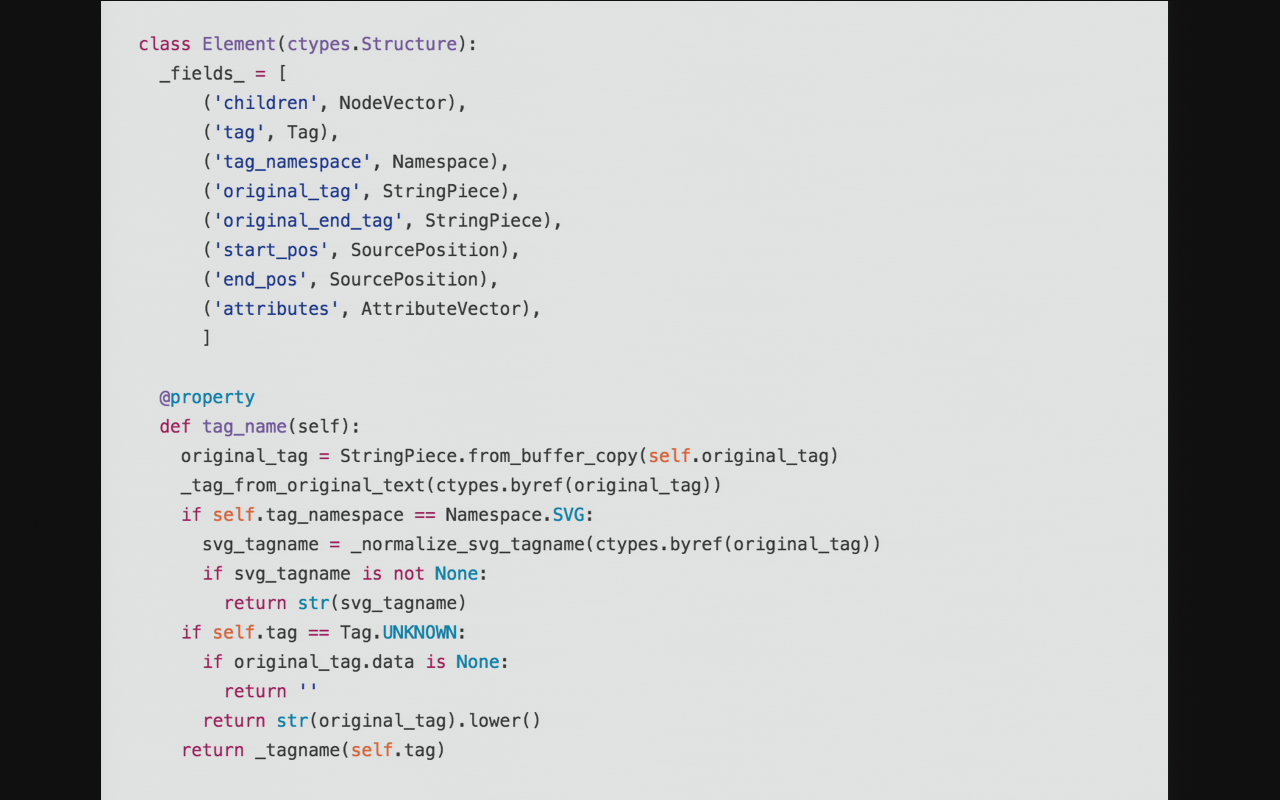 class Element(ctypes.Structure):
  _fields_ = [
      ('children', NodeVector),
      ('tag', Tag),
      ('tag_namespace', Namespace),
      ('original_tag', StringPiece),
      ('original_end_tag', StringPiece),
      ('start_pos', SourcePosition),
      ('end_pos', SourcePosition),
      ('attributes', AttributeVector),
      ]

  @property
  def tag_name(self):
    original_tag = StringPiece.from_buffer_copy(self.original_tag)
    _tag_from_original_text(ctypes.byref(original_tag))
    if self.tag_namespace == Namespace.SVG:
      svg_tagname = _normalize_svg_tagname(ctypes.byref(original_tag))
      if svg_tagname is not None:
        return str(svg_tagname)
    if self.tag == Tag.UNKNOWN:
      if original_tag.data is None:
        return ''
      return str(original_tag).lower()
    return _tagname(self.tag)